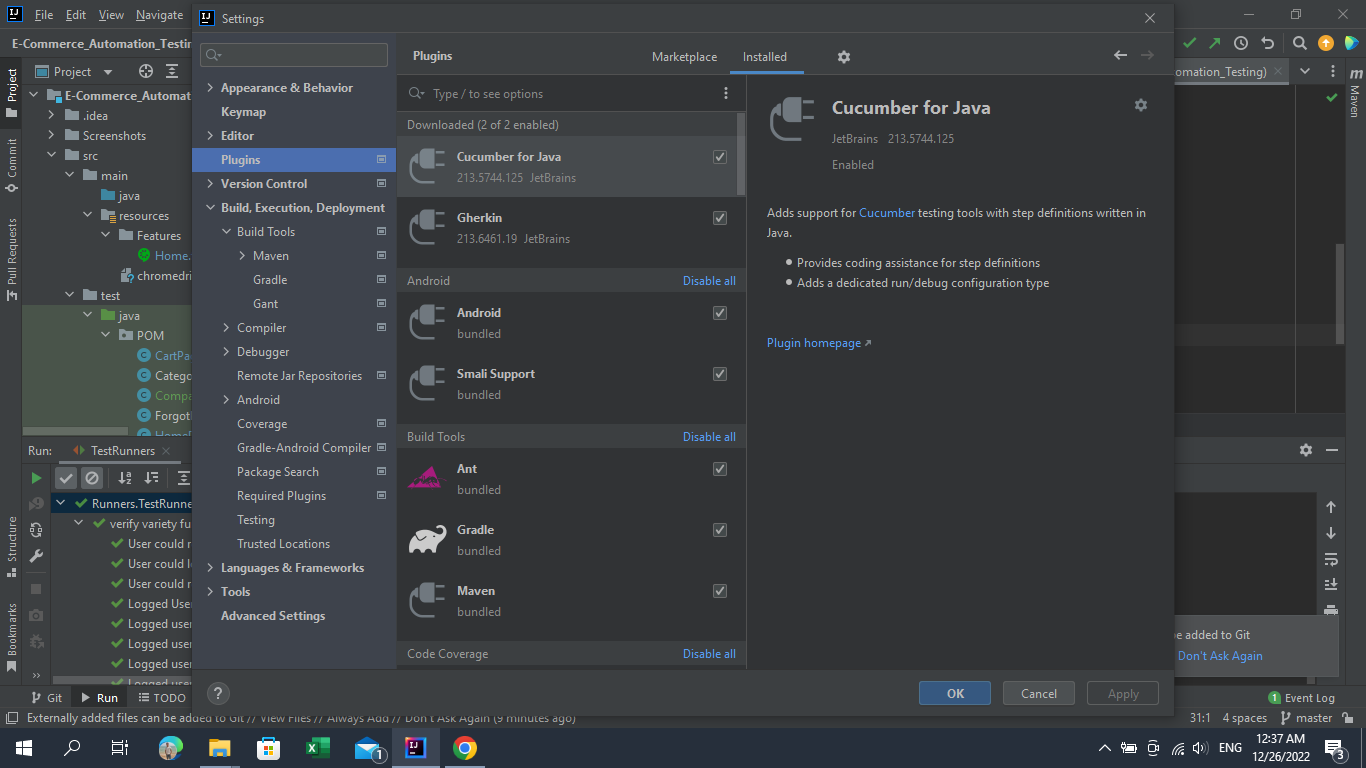 File Edit View Navigate
Settings
E-Commerce_Automation_Testin
Project
E-Commerce_Automat
.idea
Screenshots
src
main
java
resources
Features
Home.
chromedri
test
java
POM
CartPa
Catego
Compa
Forgot
Project
Commit
Pull Requests
Structure
Bookmarks
Appearance & Behavior
Keymap
Editor
Plugins
Version Control
Build, Execution, Deployment
Build Tools
Maven
Gradle
Gant
Compiler
Debugger
Remote Jar Repositories
Android
Coverage
Gradle-Android Compiler
Package Search
Required Plugins
Testing
Trusted Locations
Languages & Frameworks
Tools
Advanced Settings
Plugins
Marketplace
Installed
Type / to see options
Downloaded (2 of 2 enabled)
Cucumber for Java
213.5744.125 JetBrains
Gherkin
213.6461.19 JetBrains
Android Disable all
Android
bundled
Smali Support
bundled
Build Tools Disable all
Ant
bundled
Gradle
bundled
Maven
bundled
Code Coverage Disable all
Cucumber for Java
JetBrains 213.5744.125
Enabled
Adds support for Cucumber testing tools with step definitions written in
Java.
Provides coding assistance for step definitions
Adds a dedicated run/debug configuration type
Plugin homepage
OK Cancel Apply
omation_Testing)
Maven
Run: TestRunners
Runners.TestRunne
verify variety fu
User could r
User could l
User could r
Logged User
Logged user
Logged user
Logged user
Logged user
be added to Git
Don't Ask Again
Git Run TODO
1 Event Log
Externally added files can be added to Git // View Files // Always Add // Don't Ask Again (9 minutes ago)
31:1 4 spaces master
1
ENG
12:37 AM
12/26/2022
3